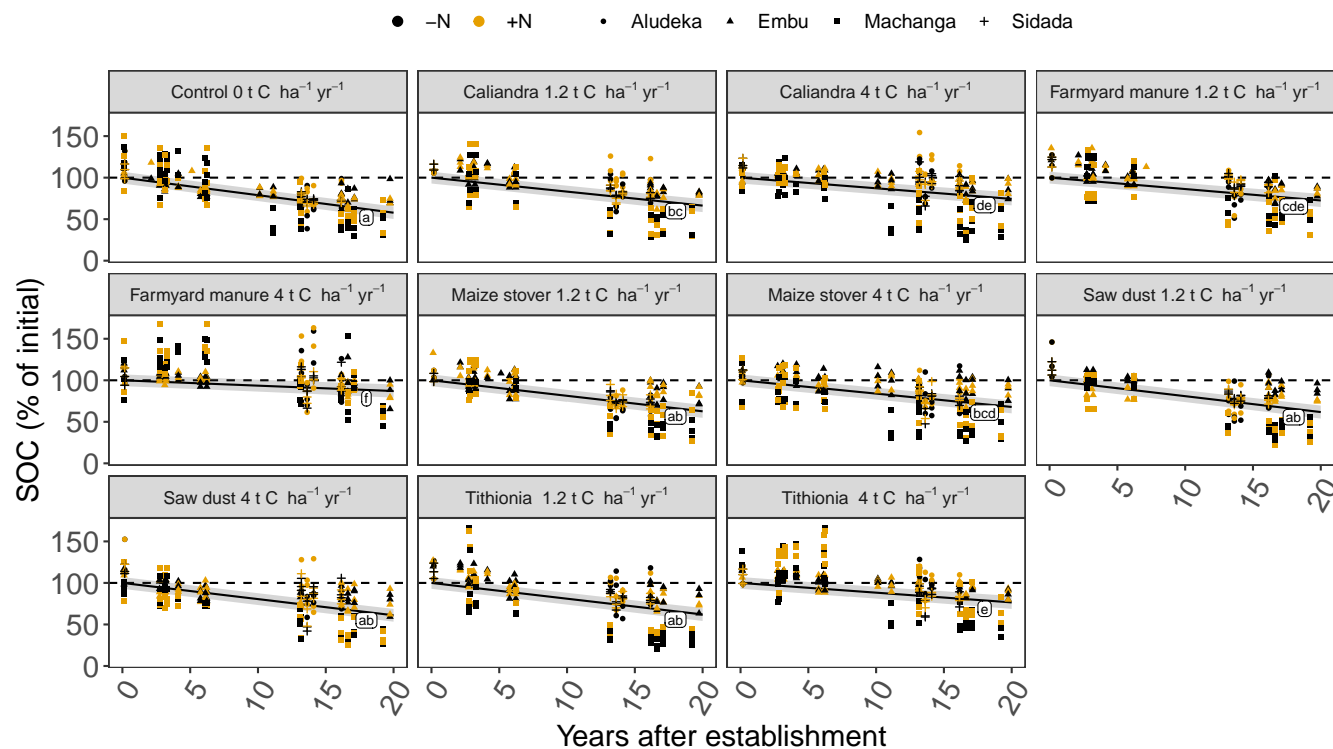 −N +N Aludeka Embu Machanga Sidada
Control 0 t C ha⁻¹ yr⁻¹ Caliandra 1.2 t C ha⁻¹ yr⁻¹ Caliandra 4 t C ha⁻¹ yr⁻¹ Farmyard manure 1.2 t C ha⁻¹ yr⁻¹
150
100
50
0
a bc de cde
Farmyard manure 4 t C ha⁻¹ yr⁻¹ Maize stover 1.2 t C ha⁻¹ yr⁻¹ Maize stover 4 t C ha⁻¹ yr⁻¹ Saw dust 1.2 t C ha⁻¹ yr⁻¹
150
100
50
0
f ab bcd ab
0 5 10 15 20
Saw dust 4 t C ha⁻¹ yr⁻¹ Tithionia 1.2 t C ha⁻¹ yr⁻¹ Tithionia 4 t C ha⁻¹ yr⁻¹
150
100
50
0
ab ab e
0 5 10 15 20 0 5 10 15 20 0 5 10 15 20
SOC (% of initial)
Years after establishment